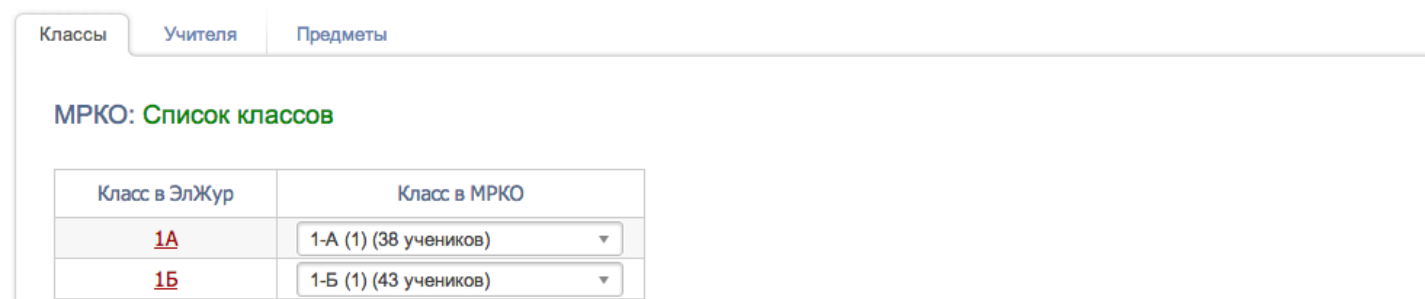 Классы Учителя Предметы
МРКО: Список классов
Класс в ЭлЖур Класс в МРКО
1А 1-А (1) (38 учеников)
1Б 1-Б (1) (43 учеников)